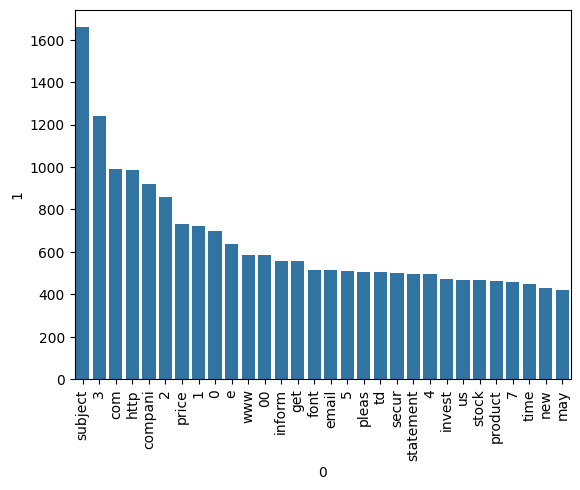 1600
1400
1200
1000
800
600
400
200
0
1
subject
3
com
http
compani
2
price
1
0
e
www
00
inform
get
font
email
5
pleas
td
secur
statement
4
invest
us
stock
product
7
time
new
may
0